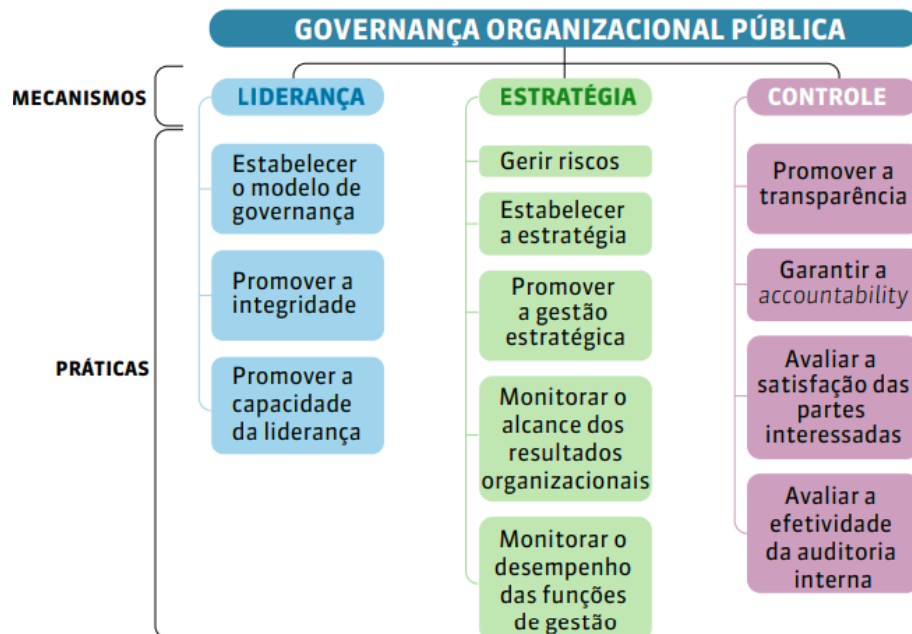 GOVERNANÇA ORGANIZACIONAL PÚBLICA
MECANISMOS
LIDERANÇA
ESTRATÉGIA
CONTROLE
PRÁTICAS
Estabelecer
o modelo de
governança
Promover a
integridade
Promover a
capacidade
da liderança
Gerir riscos
Estabelecer
a estratégia
Promover
a gestão
estratégica
Monitorar o
alcance dos
resultados
organizacionais
Monitorar o
desempenho
das funções
de gestão
Promover a
transparência
Garantir a
accountability
Avaliar a
satisfação das
partes
interessadas
Avaliar a
efetividade
da auditoria
interna